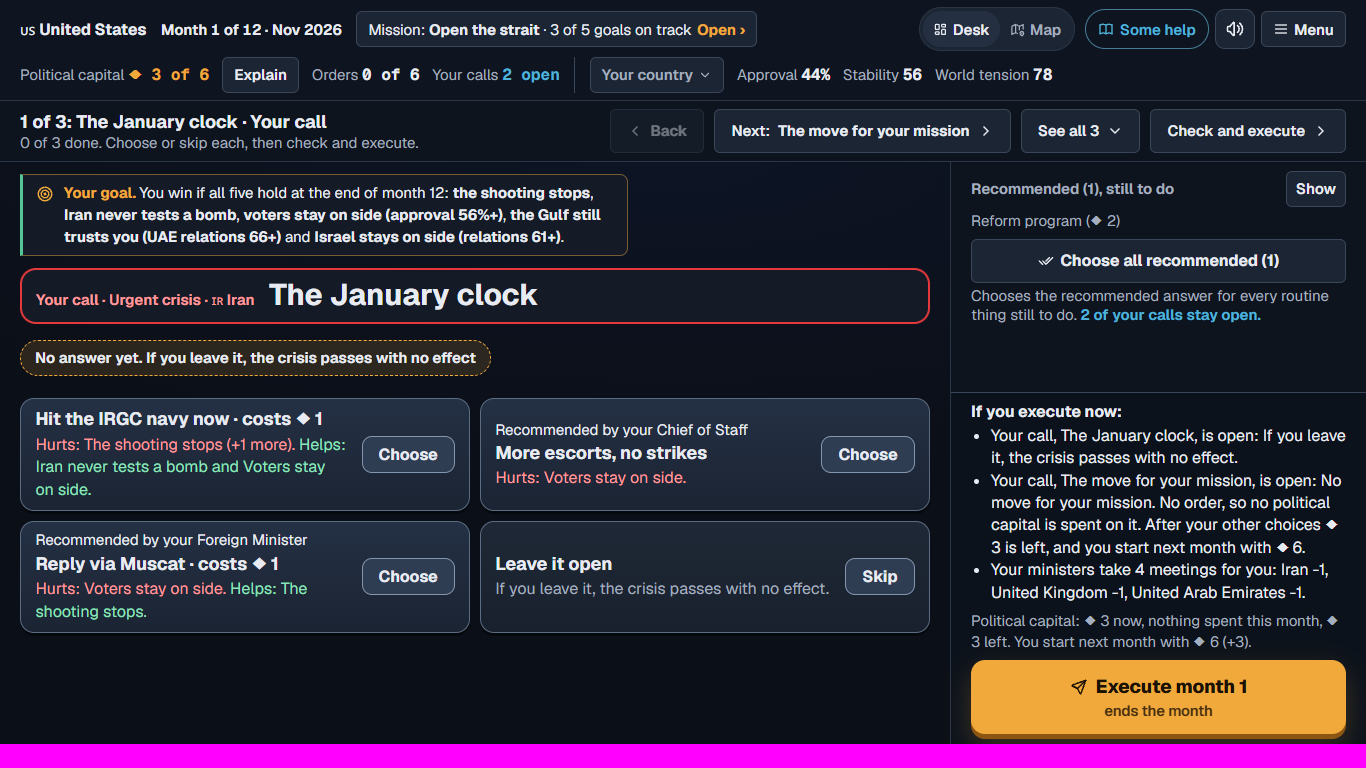 US United States Month 1 of 12 · Nov 2026 Mission: Open the strait · 3 of 5 goals on track Open › Desk Map Some help Menu
Political capital ◆ 3 of 6 Explain Orders 0 of 6 Your calls 2 open Your country Approval 44% Stability 56 World tension 78
1 of 3: The January clock · Your call
0 of 3 done. Choose or skip each, then check and execute.
Back Next: The move for your mission See all 3 Check and execute
Your goal. You win if all five hold at the end of month 12: the shooting stops,
Iran never tests a bomb, voters stay on side (approval 56%+), the Gulf still
trusts you (UAE relations 66+) and Israel stays on side (relations 61+).
Your call · Urgent crisis · IR Iran The January clock
No answer yet. If you leave it, the crisis passes with no effect
Hit the IRGC navy now · costs ◆ 1
Hurts: The shooting stops (+1 more). Helps:
Iran never tests a bomb and Voters stay
on side.
Choose
Recommended by your Chief of Staff
More escorts, no strikes
Hurts: Voters stay on side.
Choose
Recommended by your Foreign Minister
Reply via Muscat · costs ◆ 1
Hurts: Voters stay on side. Helps: The
shooting stops.
Choose
Leave it open
If you leave it, the crisis passes with no effect.
Skip
Recommended (1), still to do
Show
Reform program (◆ 2)
Choose all recommended (1)
Chooses the recommended answer for every routine
thing still to do. 2 of your calls stay open.
If you execute now:
• Your call, The January clock, is open: If you leave
it, the crisis passes with no effect.
• Your call, The move for your mission, is open: No
move for your mission. No order, so no political
capital is spent on it. After your other choices ◆
3 is left, and you start next month with ◆ 6.
• Your ministers take 4 meetings for you: Iran -1,
United Kingdom -1, United Arab Emirates -1.
Political capital: ◆ 3 now, nothing spent this month, ◆
3 left. You start next month with ◆ 6 (+3).
Execute month 1
ends the month